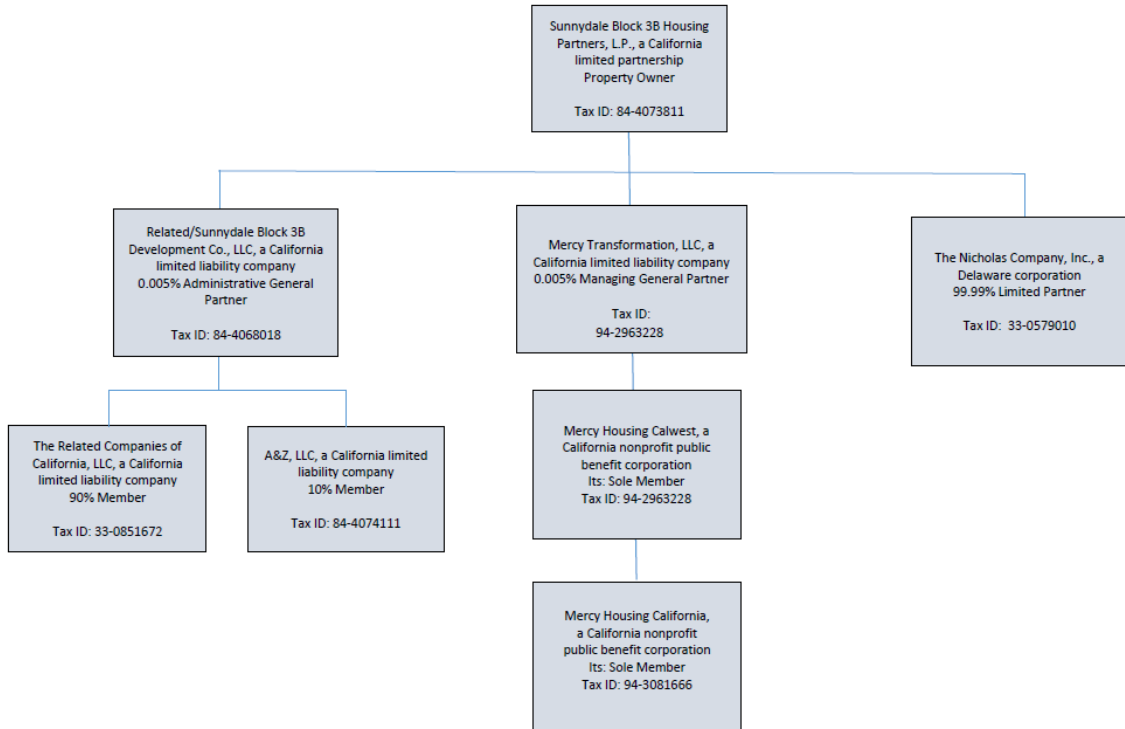 Sunnydale Block 3B Housing
Partners, L.P., a California
limited partnership
Property Owner
Tax ID: 84-4073811
Related/Sunnydale Block 3B
Development Co., LLC, a California
limited liability company
0.005% Administrative General
Partner
Tax ID: 84-4068018
Mercy Transformation, LLC, a
California limited liability company
0.005% Managing General Partner
Tax ID:
94-2963228
The Nicholas Company, Inc., a
Delaware corporation
99.99% Limited Partner
Tax ID: 33-0579010
The Related Companies of
California, LLC, a California
limited liability company
90% Member
Tax ID: 33-0851672
A&Z, LLC, a California limited
liability company
10% Member
Tax ID: 84-4074111
Mercy Housing Calwest, a
California nonprofit public
benefit corporation
Its: Sole Member
Tax ID: 94-2963228
Mercy Housing California,
a California nonprofit
public benefit corporation
Its: Sole Member
Tax ID: 94-3081666